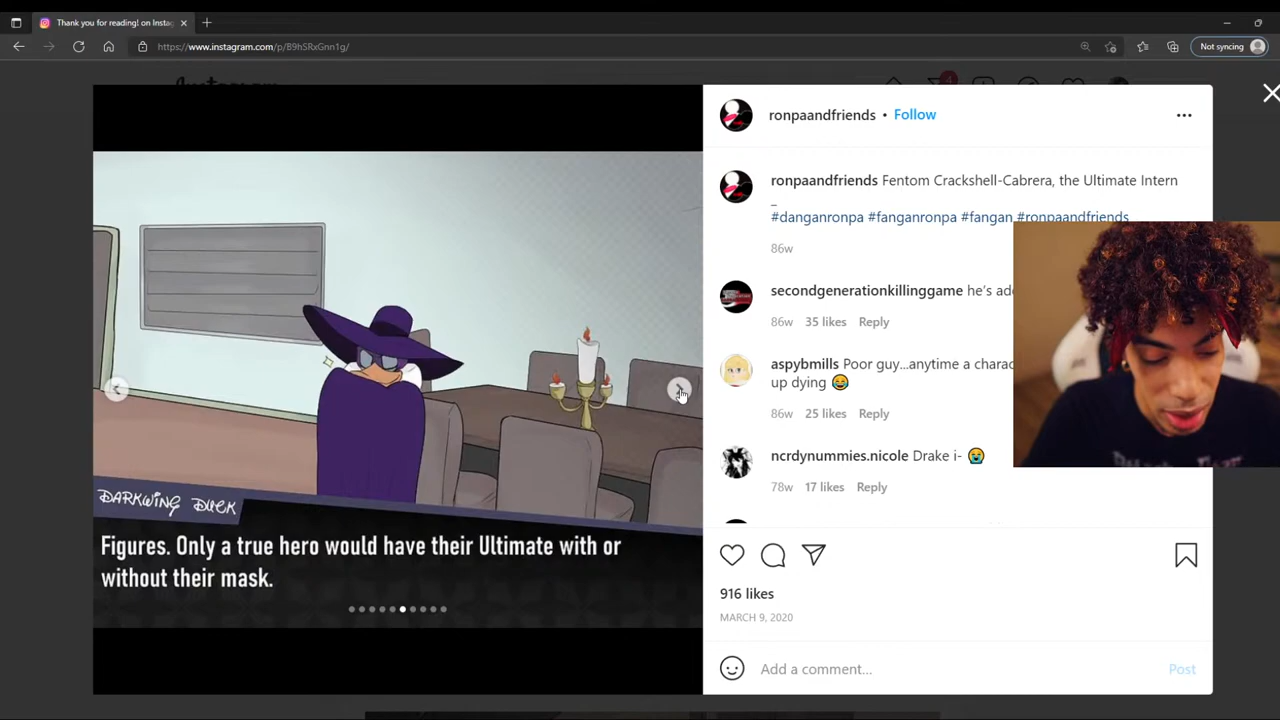 Thank you for reading! on Insta
https://www.instagram.com/p/B9hSRxGnn1g/
Not syncing
4
ronpaandfriends • Follow
ronpaandfriends Fentom Crackshell-Cabrera, the Ultimate Intern
_
#danganronpa #fanganronpa #fangan #ronpaandfriends
86w
secondgenerationkillinggame he's
86w 35 likes Reply
aspybmills Poor guy...anytime a
up dying 😂
86w 25 likes Reply
ncrdynummies.nicole Drake i- 😭
78w 17 likes Reply
DARKWING DUCK
Figures. Only a true hero would have their Ultimate with or
without their mask.
916 likes
MARCH 9, 2020
Add a comment...
Post